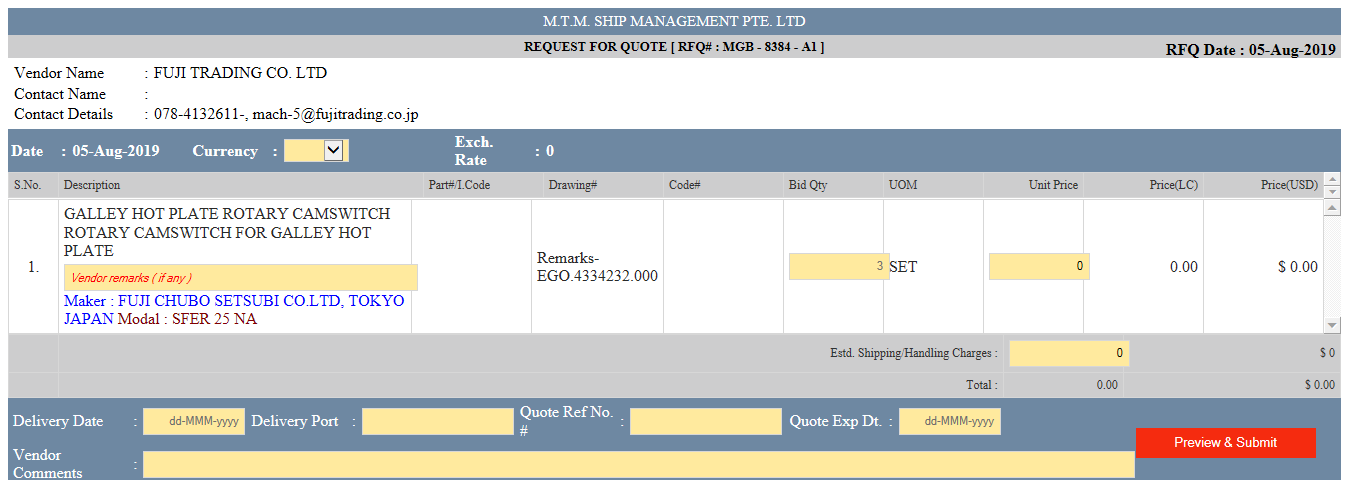 M.T.M. SHIP MANAGEMENT PTE. LTD
REQUEST FOR QUOTE [ RFQ# : MGB - 8384 - A1 ]
RFQ Date : 05-Aug-2019
Vendor Name : FUJI TRADING CO. LTD
Contact Name :
Contact Details : 078-4132611-, mach-5@fujitrading.co.jp
Date : 05-Aug-2019 Currency : Exch. Rate : 0
S.No. Description Part#/I.Code Drawing# Code# Bid Qty UOM Unit Price Price(LC) Price(USD)
GALLEY HOT PLATE ROTARY CAMSWITCH
ROTARY CAMSWITCH FOR GALLEY HOT
PLATE
1. Vendor remarks ( if any ) Remarks-
EGO.4334232.000 3 SET 0 0.00 $ 0.00
Maker : FUJI CHUBO SETSUBI CO.LTD, TOKYO
JAPAN Modal : SFER 25 NA
Estd. Shipping/Handling Charges : 0 $ 0
Total : 0.00 $ 0.00
Delivery Date : dd-MMM-yyyy Delivery Port : Quote Ref No. # : Quote Exp Dt. : dd-MMM-yyyy
Preview & Submit
Vendor
Comments :